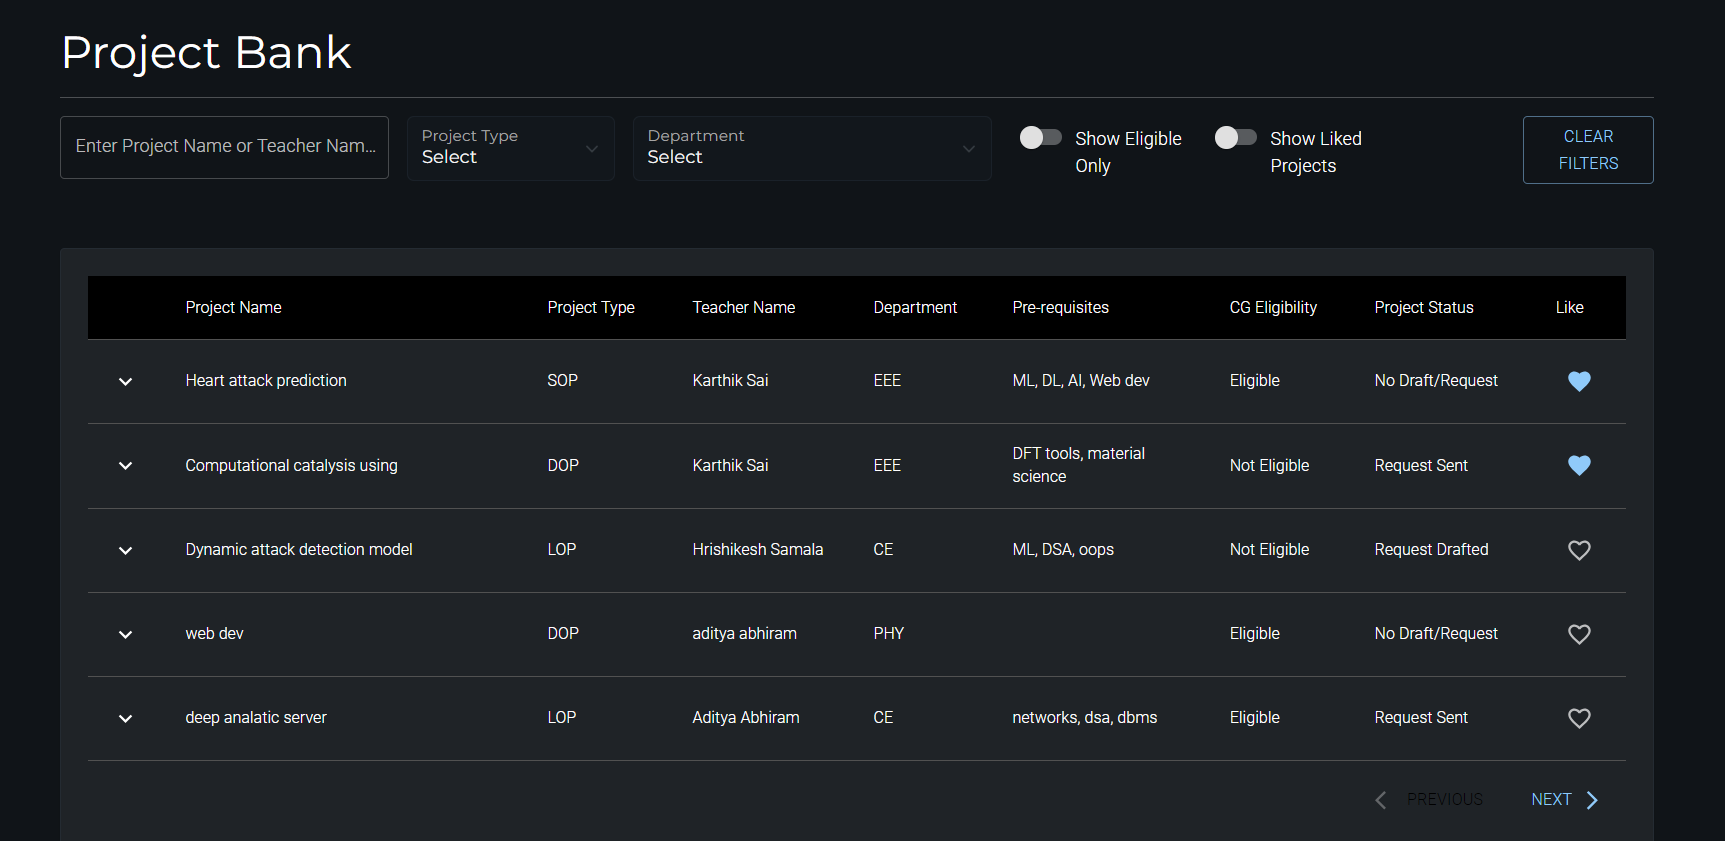 Project Bank
Enter Project Name or Teacher Nam...
Project Type
Select
Department
Select
Show Eligible
Only
Show Liked
Projects
CLEAR
FILTERS
Project Name Project Type Teacher Name Department Pre-requisites CG Eligibility Project Status Like
Heart attack prediction SOP Karthik Sai EEE ML, DL, AI, Web dev Eligible No Draft/Request
Computational catalysis using DOP Karthik Sai EEE DFT tools, material
science Not Eligible Request Sent
Dynamic attack detection model LOP Hrishikesh Samala CE ML, DSA, oops Not Eligible Request Drafted
web dev DOP aditya abhiram PHY Eligible No Draft/Request
deep analatic server LOP Aditya Abhiram CE networks, dsa, dbms Eligible Request Sent
PREVIOUS NEXT